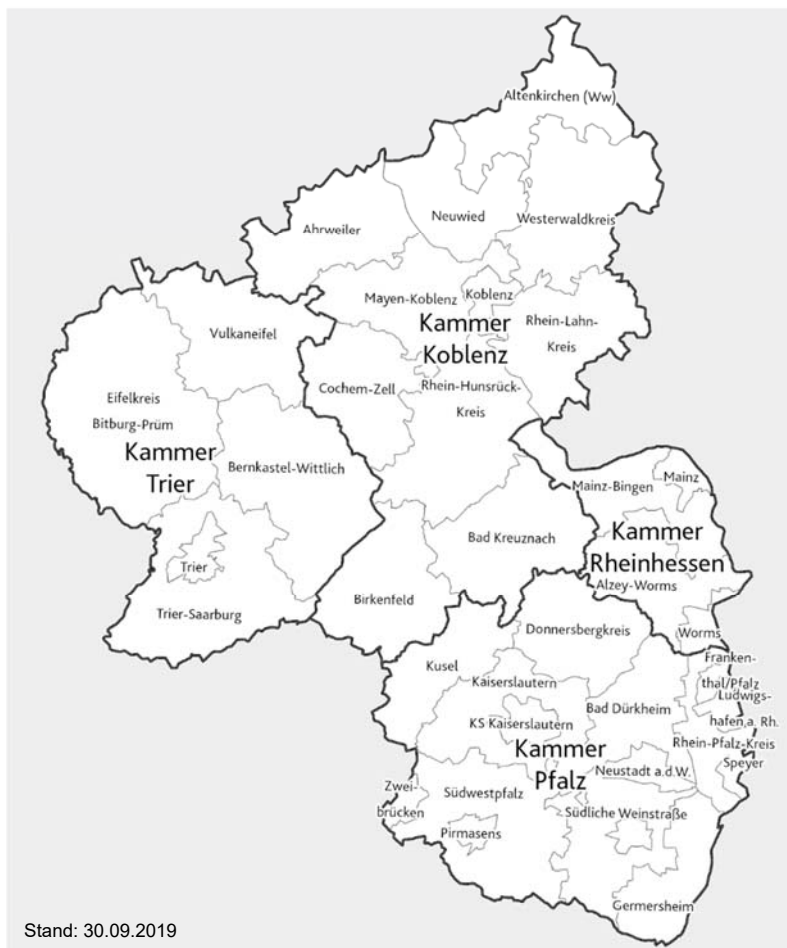 Altenkirchen (Ww)
Neuwied
Westerwaldkreis
Ahrweiler
Mayen-Koblenz
Koblenz
Kammer
Koblenz
Rhein-Lahn-
Kreis
Vulkaneifel
Cochem-Zell
Rhein-Hunsrück-
Kreis
Eifelkreis
Bitburg-Prüm
Kammer
Trier
Bernkastel-Wittlich
Mainz-Bingen
Mainz
Kammer
Rheinhessen
Bad Kreuznach
Trier
Alzey-Worms
Birkenfeld
Trier-Saarburg
Donnersbergkreis
Worms
Kusel
Kaiserslautern
Franken-
thal/Pfalz
Ludwigs-
hafen a. Rh.
Bad Dürkheim
KS Kaiserslautern
Rhein-Pfalz-Kreis
Kammer
Pfalz
Speyer
Neustadt a.d.W.
Zwei-
brücken
Südwestpfalz
Südliche Weinstraße
Pirmasens
Germersheim
Stand: 30.09.2019